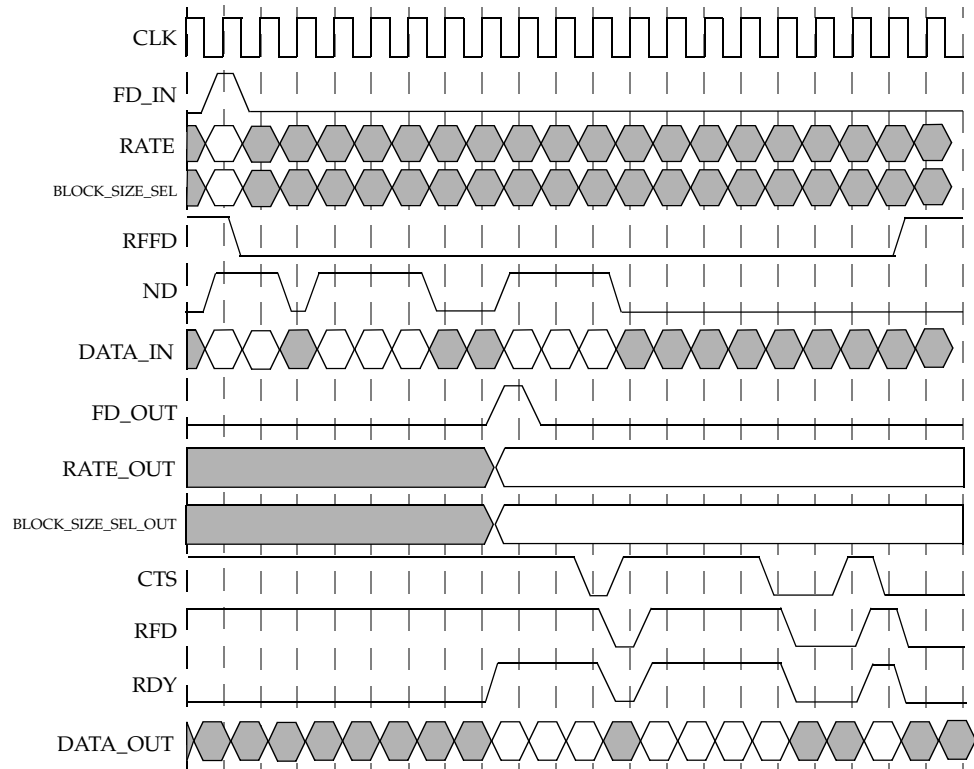 CLK
FD_IN
RATE
BLOCK_SIZE_SEL
RFFD
ND
DATA_IN
FD_OUT
RATE_OUT
BLOCK_SIZE_SEL_OUT
CTS
RFD
RDY
DATA_OUT